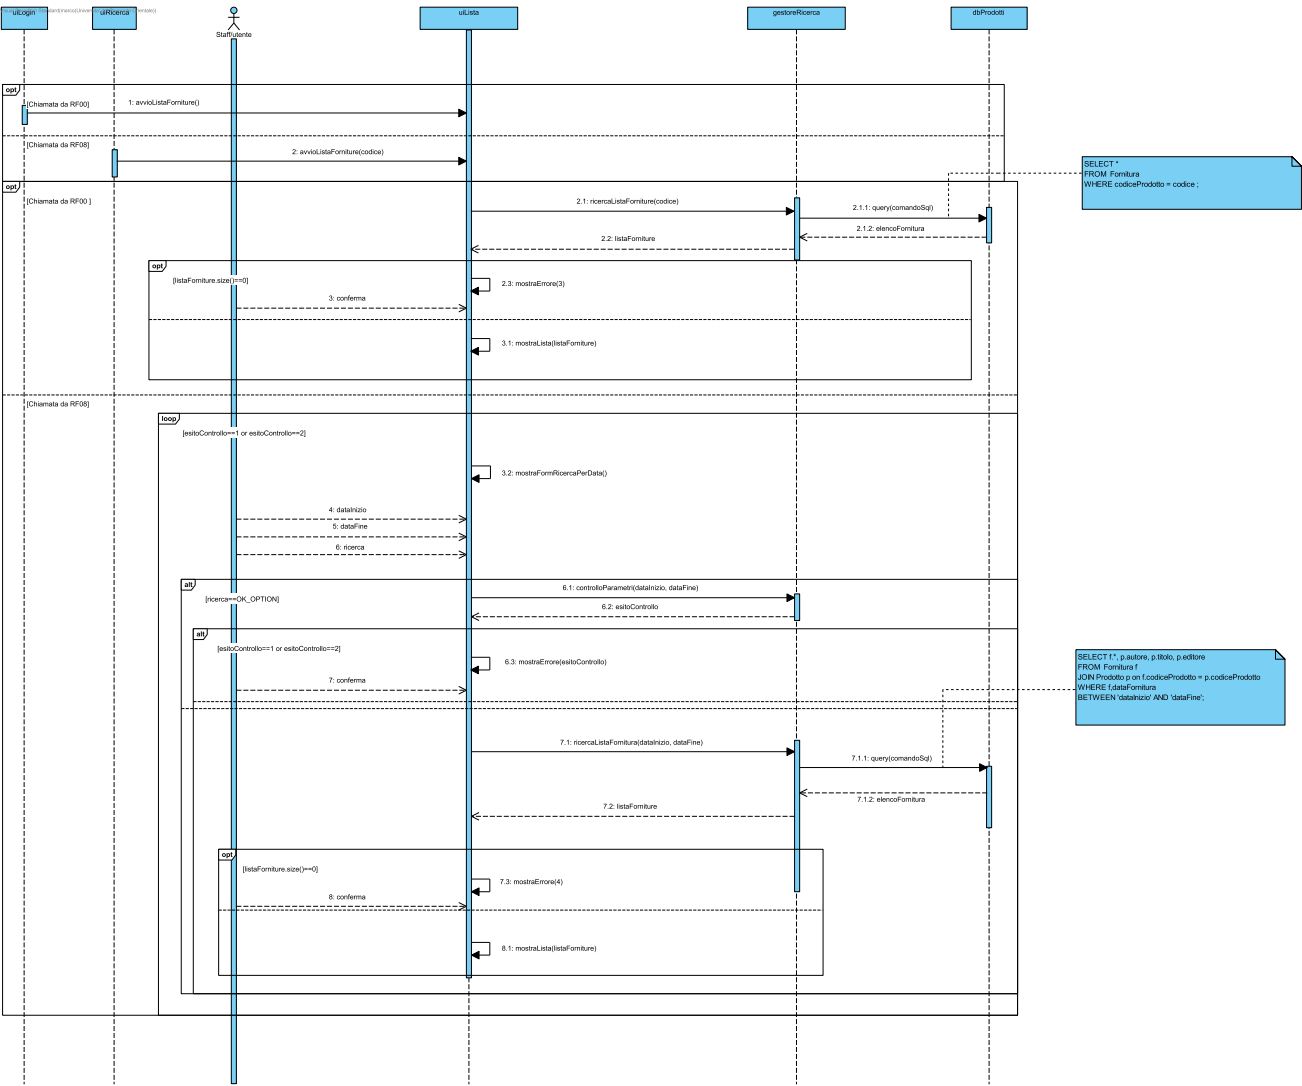 uiLogin
uiRicerca
Staff/utente
uiLista
gestoreRicerca
dbProdotti
opt
[Chiamata da RF00]
1: avvioListaForniture()
[Chiamata da RF08]
2: avvioListaForniture(codice)
SELECT *
FROM Fornitura
WHERE codiceProdotto = codice ;
opt
[Chiamata da RF00 ]
2.1: ricercaListaForniture(codice)
2.1.1: query(comandoSql)
2.1.2: elencoFornitura
2.2: listaForniture
opt
[listaForniture.size()==0]
2.3: mostraErrore(3)
3: conferma
3.1: mostraLista(listaForniture)
[Chiamata da RF08]
loop
[esitoControllo==1 or esitoControllo==2]
3.2: mostraFormRicercaPerData()
4: dataInizio
5: dataFine
6: ricerca
alt
[ricerca==OK_OPTION]
6.1: controlloParametri(dataInizio, dataFine)
6.2: esitoControllo
alt
[esitoControllo==1 or esitoControllo==2]
6.3: mostraErrore(esitoControllo)
7: conferma
SELECT f.*, p.autore, p.titolo, p.editore
FROM Fornitura f
JOIN Prodotto p on f.codiceProdotto = p.codiceProdotto
WHERE f,dataFornitura
BETWEEN 'dataInizio' AND 'dataFine';
7.1: ricercaListaFornitura(dataInizio, dataFine)
7.1.1: query(comandoSql)
7.1.2: elencoFornitura
7.2: listaForniture
opt
[listaForniture.size()==0]
7.3: mostraErrore(4)
8: conferma
8.1: mostraLista(listaForniture)